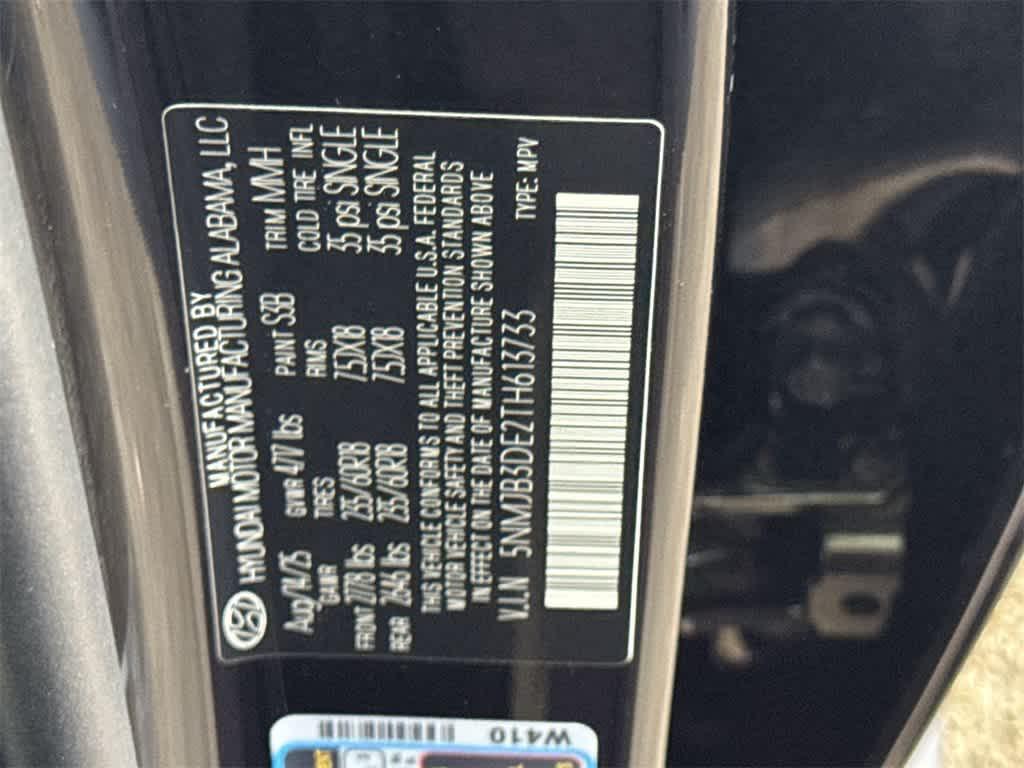 MANUFACTURED BY
HYUNDAI MOTOR MANUFACTURING ALABAMA, LLC
Aug/14/25 GVWR 4717 lbs PAINT S3B TRIM MMH
GAWR TIRES RIMS COLD TIRE INFL
FRONT 2778 lbs 235/60R18 7.5JX18 35 psi SINGLE
REAR 2646 lbs 235/60R18 7.5JX18 35 psi SINGLE
THIS VEHICLE CONFORMS TO ALL APPLICABLE U.S.A. FEDERAL
MOTOR VEHICLE SAFETY AND THEFT PREVENTION STANDARDS
IN EFFECT ON THE DATE OF MANUFACTURE SHOWN ABOVE
V.I.N 5NMJB3DE2TH613733 TYPE: MPV
W410